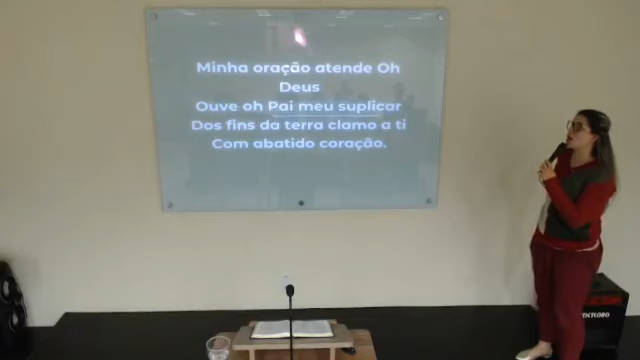 Minha oração atende Oh
Deus
Ouve oh Pai meu suplicar
Dos fins da terra clamo a ti
Com abatido coração.